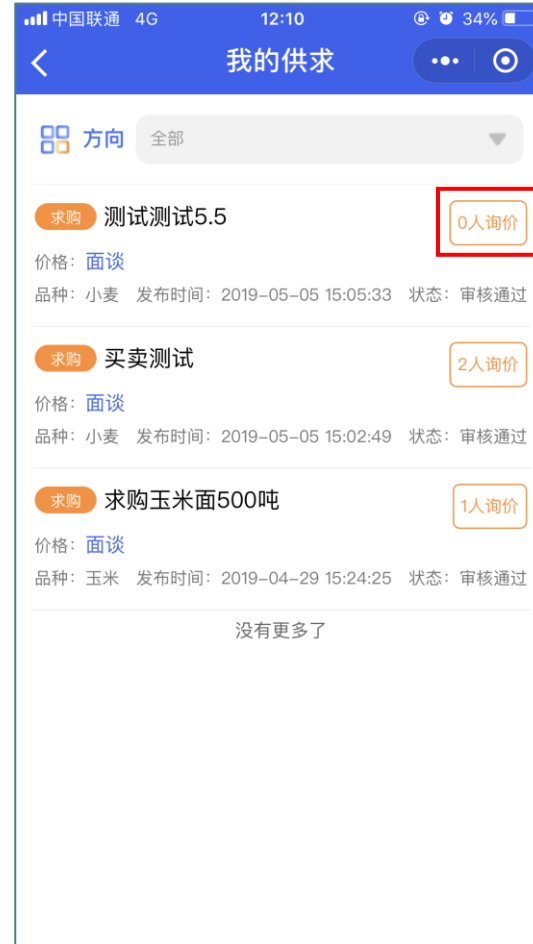 中国联通 4G 12:10 34%
我的供求
方向 全部
求购 测试测试5.5 0人询价
价格：面谈
品种：小麦 发布时间：2019-05-05 15:05:33 状态：审核通过
求购 买卖测试 2人询价
价格：面谈
品种：小麦 发布时间：2019-05-05 15:02:49 状态：审核通过
求购 求购玉米面500吨 1人询价
价格：面谈
品种：玉米 发布时间：2019-04-29 15:24:25 状态：审核通过
没有更多了